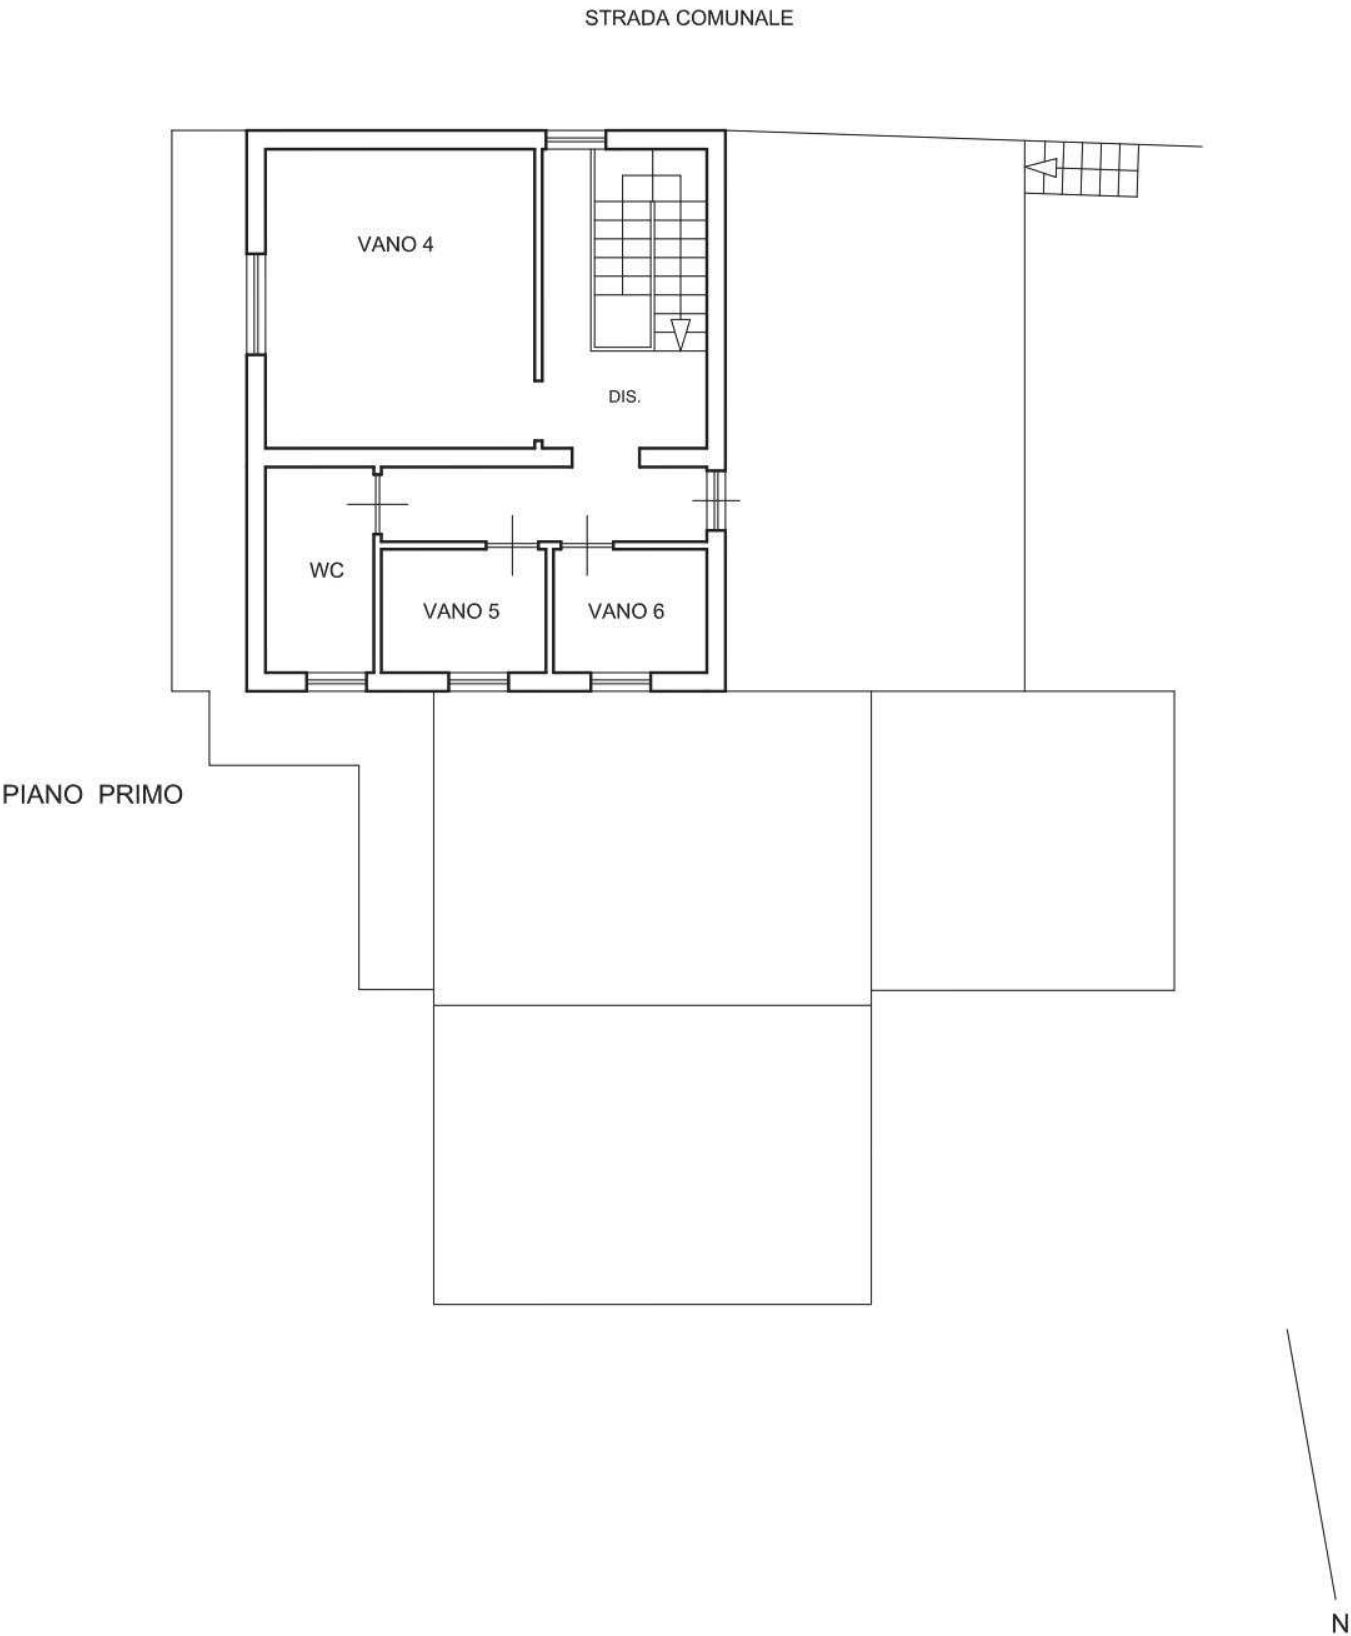 STRADA COMUNALE
VANO 4
DIS.
WC
VANO 5
VANO 6
PIANO PRIMO
N